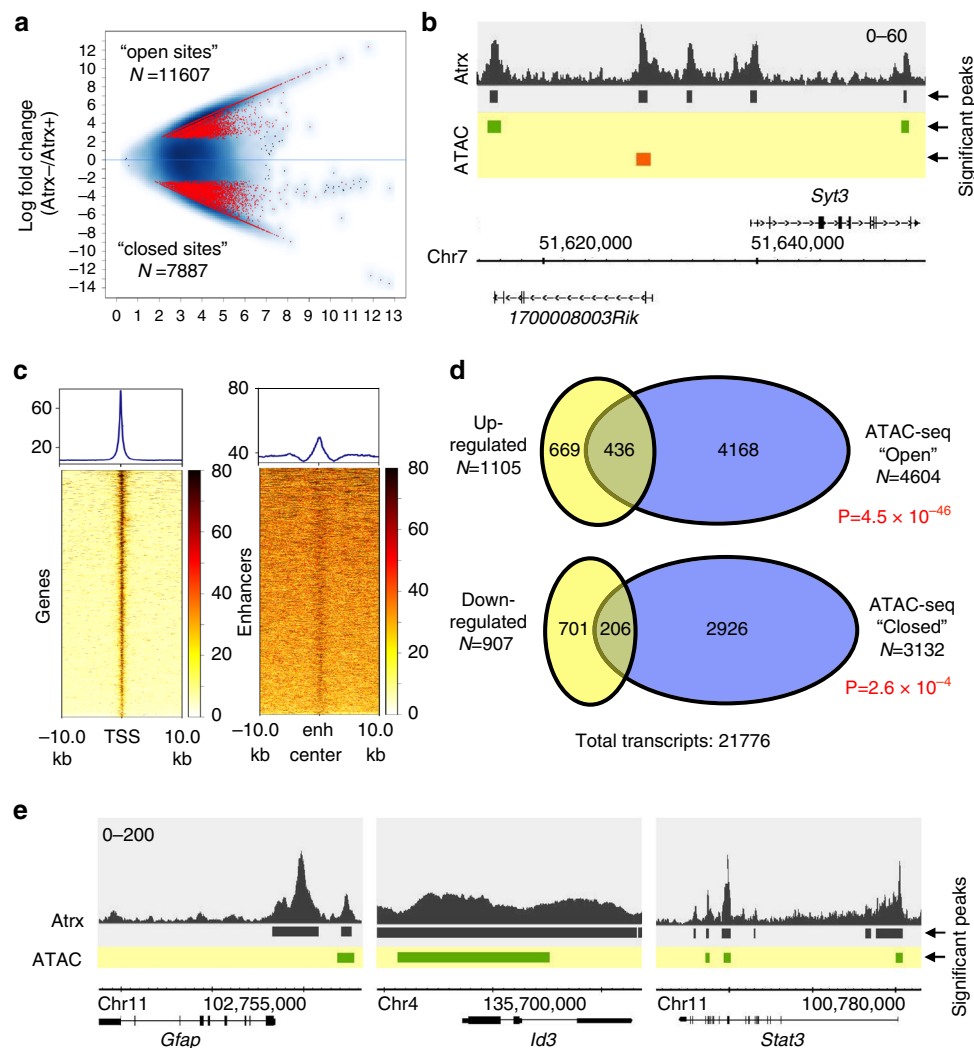 a
Log fold change
(Atrx–/Atrx+)
12
10
8
6
4
2
0
–2
–4
–6
–8
–10
–12
–14
“open sites”
N =11607
“closed sites”
N =7887
0 1 2 3 4 5 6 7 8 9 10 11 12 13
b
Atrx
0–60
ATAC
Significant peaks
Syt3
51,620,000 51,640,000
Chr7
1700008003Rik
c
60
20
80
60
40
20
0
Genes
–10.0 kb
TSS
10.0 kb
80
40
80
60
40
20
0
Enhancers
–10.0 kb
enh center
10.0 kb
d
Up-
regulated
N=1105
669 436 4168
ATAC-seq
“Open”
N=4604
P=4.5 × 10–46
Down-
regulated
N=907
701 206 2926
ATAC-seq
“Closed”
N=3132
P=2.6 × 10–4
Total transcripts: 21776
e
0–200
Atrx
ATAC
Significant peaks
Chr11 102,755,000
Gfap
Chr4 135,700,000
Id3
Chr11 100,780,000
Stat3